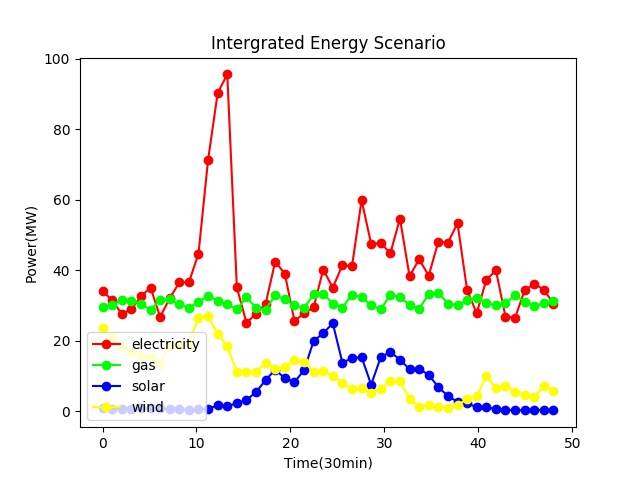 Intergrated Energy Scenario
Power(MW)
100
80
60
40
20
0
electricity
gas
solar
wind
0 10 20 30 40 50
Time(30min)